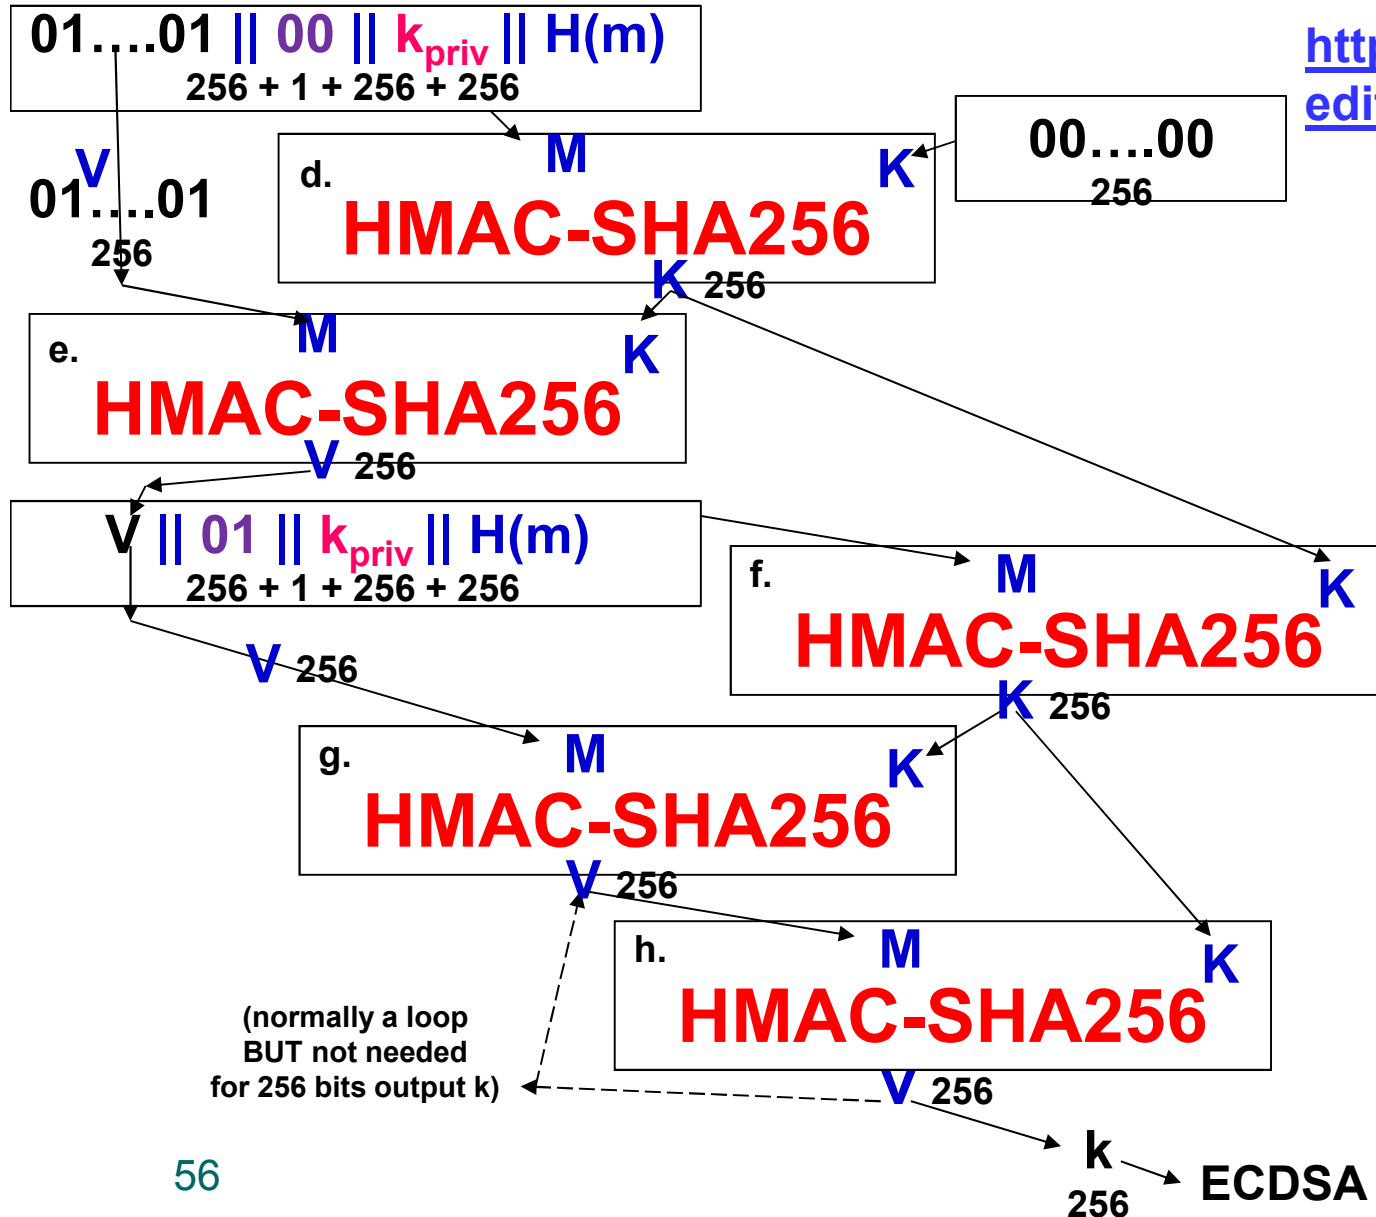 01….01 || 00 || kpriv || H(m)
256 + 1 + 256 + 256
http
edit
00….00
256
V
01….01
256
d.
M
K
HMAC-SHA256
K 256
e.
M
K
HMAC-SHA256
V 256
V || 01 || kpriv || H(m)
256 + 1 + 256 + 256
f.
M
K
HMAC-SHA256
K 256
V 256
g.
M
K
HMAC-SHA256
V 256
h.
M
K
HMAC-SHA256
V 256
(normally a loop
BUT not needed
for 256 bits output k)
k
256
ECDSA
56